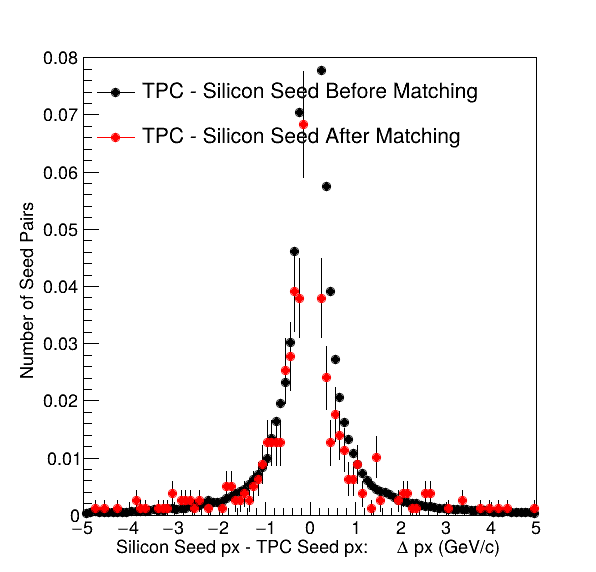 0.08
TPC - Silicon Seed Before Matching
0.07
TPC - Silicon Seed After Matching
0.06
0.05
0.04
0.03
0.02
0.01
0
Number of Seed Pairs
−5 −4 −3 −2 −1 0 1 2 3 4 5
Silicon Seed px - TPC Seed px: Δ px (GeV/c)